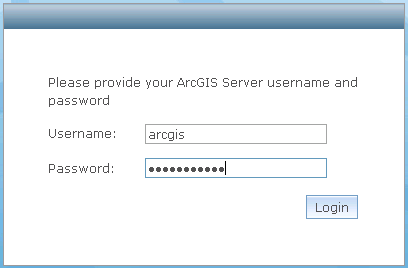 Please provide your ArcGIS Server username and
password
Username: arcgis
Password: ●●●●●●●●●●●
Login